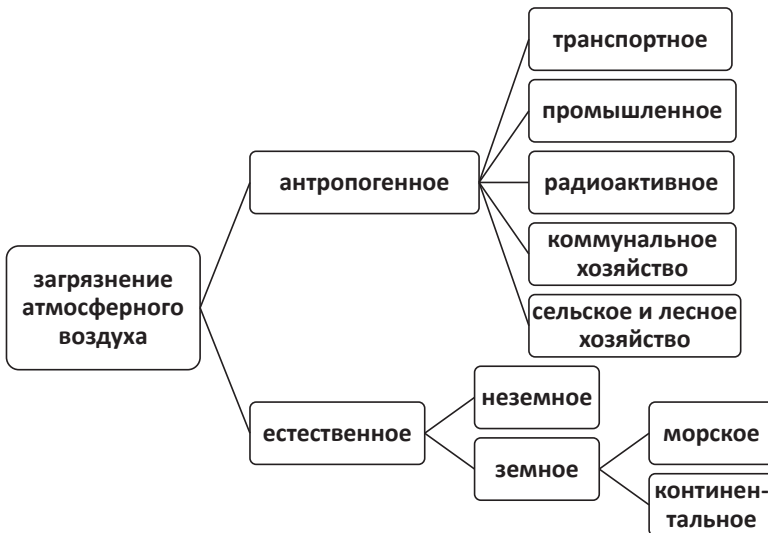 загрязнение
атмосферного
воздуха
антропогенное
транспортное
промышленное
радиоактивное
коммунальное
хозяйство
сельское и лесное
хозяйство
естественное
неземное
земное
морское
континен-
тальное